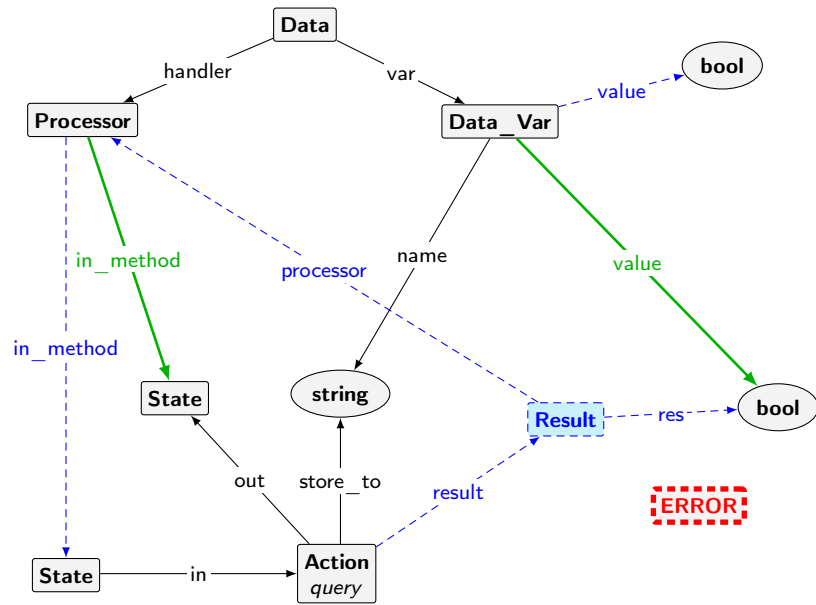 Data
handler
var
bool
value
Processor
Data_Var
name
in_method
processor
value
in_method
State
string
Result
res
bool
out
store_to
result
ERROR
State
in
Action
query